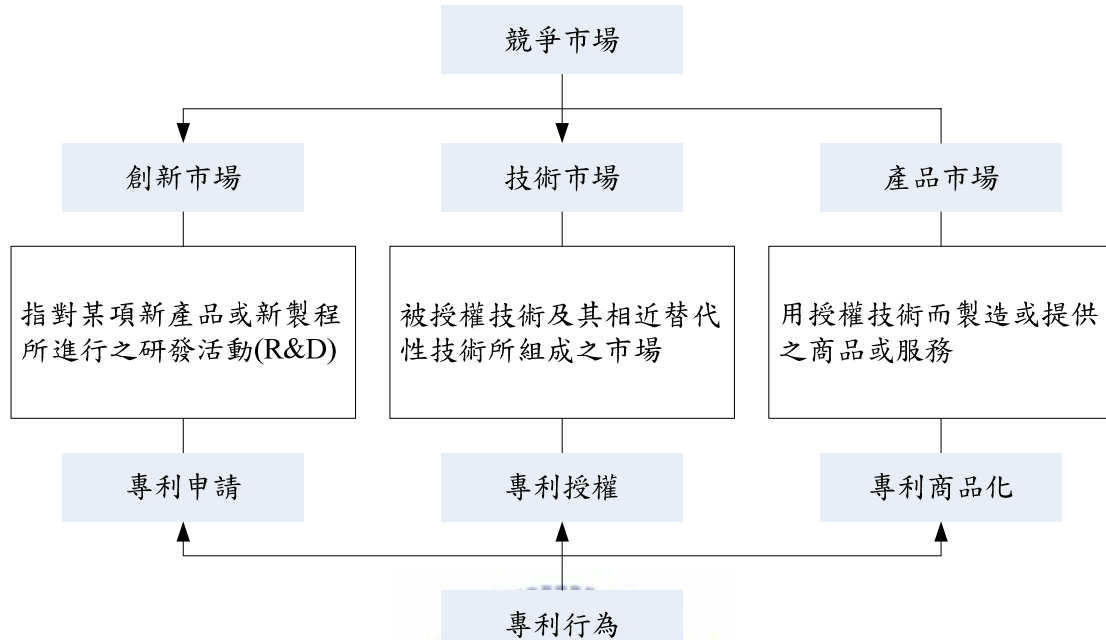 競爭市場
創新市場
技術市場
產品市場
指對某項新產品或新製程
所進行之研發活動(R&D)
被授權技術及其相近替代
性技術所組成之市場
用授權技術而製造或提供
之商品或服務
專利申請
專利授權
專利商品化
專利行為